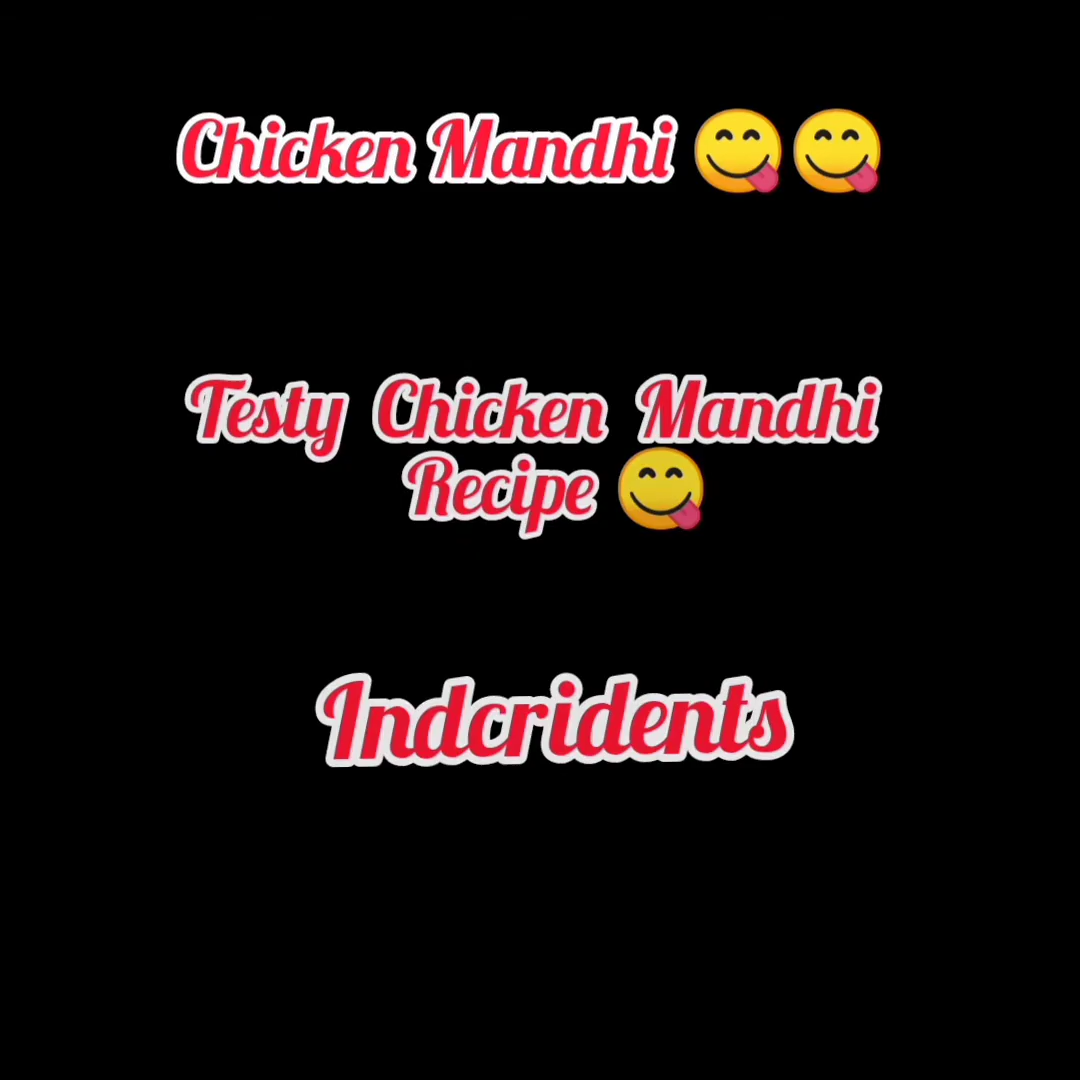 Chicken Mandhi 😋😋
Testy Chicken Mandhi
Recipe 😋
Indcridents